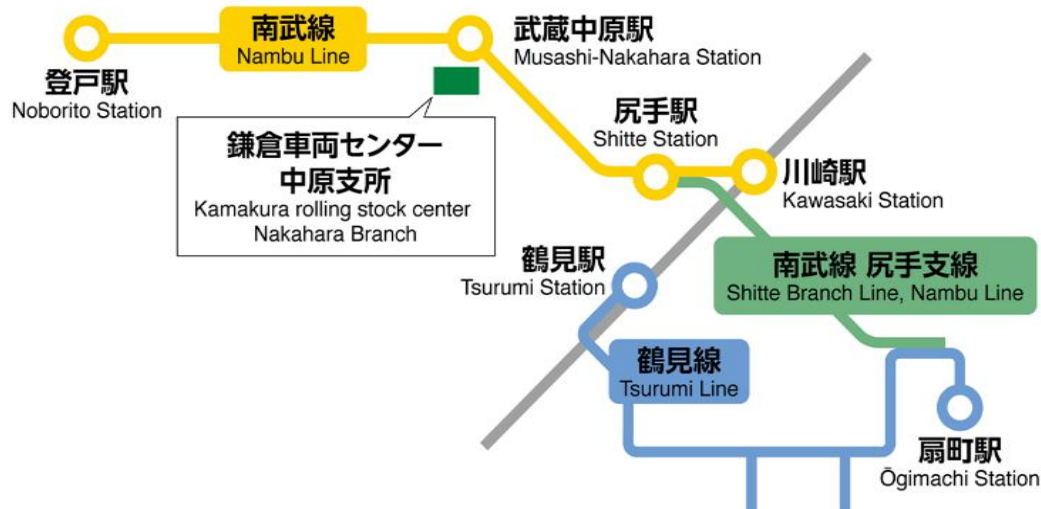 南武線
Nambu Line
武蔵中原駅
Musashi-Nakahara Station
登戸駅
Noborito Station
鎌倉車両センター
中原支所
Kamakura rolling stock center
Nakahara Branch
尻手駅
Shitte Station
川崎駅
Kawasaki Station
鶴見駅
Tsurumi Station
南武線 尻手支線
Shitte Branch Line, Nambu Line
鶴見線
Tsurumi Line
扇町駅
Ōgimachi Station